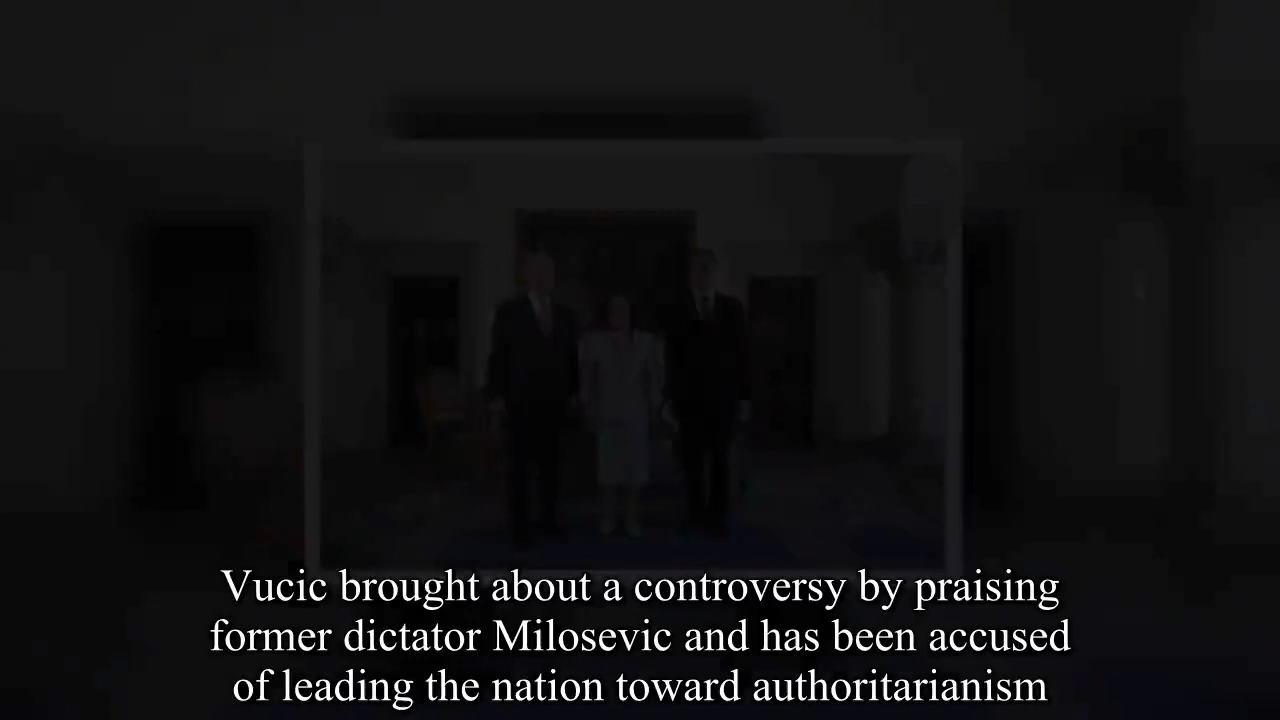 Vucic brought about a controversy by praising
former dictator Milosevic and has been accused
of leading the nation toward authoritarianism